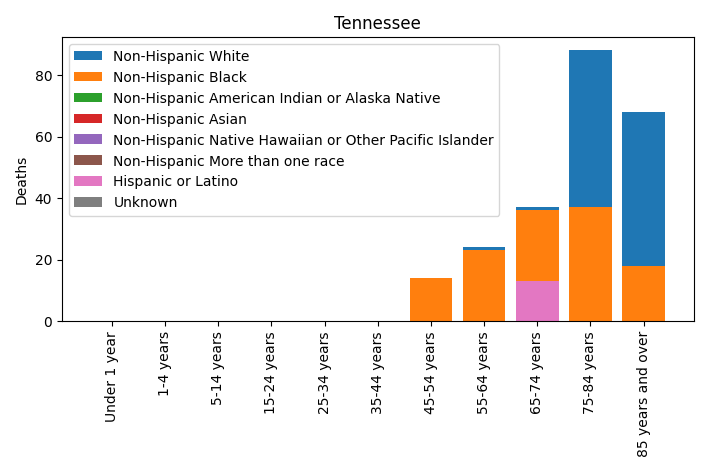 Tennessee
Non-Hispanic White
Non-Hispanic Black
Non-Hispanic American Indian or Alaska Native
Non-Hispanic Asian
Non-Hispanic Native Hawaiian or Other Pacific Islander
Non-Hispanic More than one race
Hispanic or Latino
Unknown
Deaths
80
60
40
20
0
Under 1 year
1-4 years
5-14 years
15-24 years
25-34 years
35-44 years
45-54 years
55-64 years
65-74 years
75-84 years
85 years and over